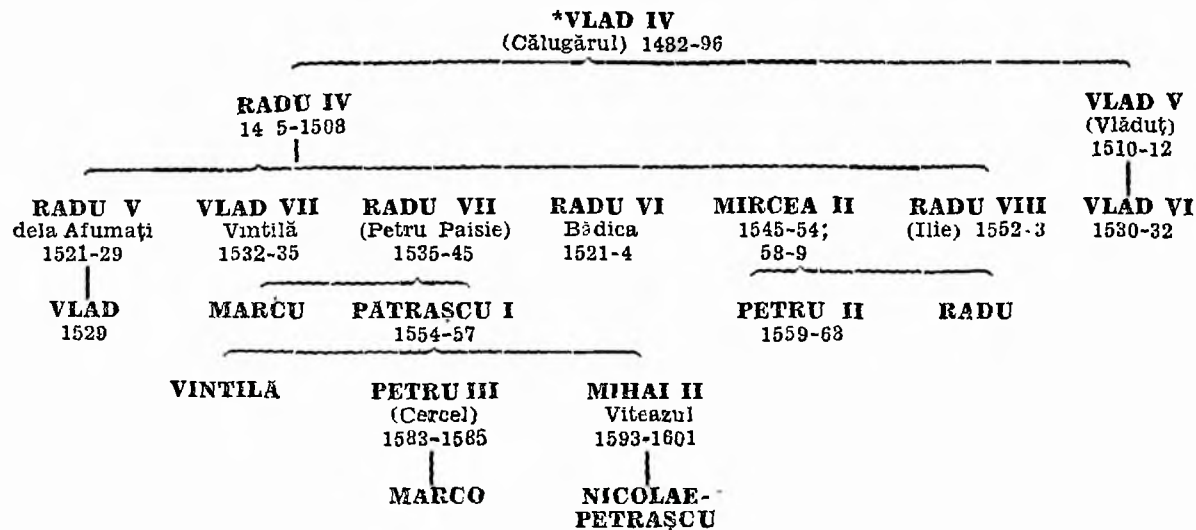 *VLAD IV
(Călugărul) 1482-96
RADU IV
14 5-1508
VLAD V
(Vlăduț)
1510-12
RADU V
dela Afumați
1521-29
VLAD VII
Vintilă
1532-35
RADU VII
(Petru Paisie)
1535-45
RADU VI
Bădica
1521-4
MIRCEA II
1545-54;
58-9
RADU VIII
(Ilie) 1552-3
VLAD VI
1530-32
VLAD
1529
MARCU
PĂTRAȘCU I
1554-57
PETRU II
1559-68
RADU
VINTILĂ
PETRU III
(Cercel)
1583-1585
MIHAI II
Viteazul
1593-1601
MARCO
NICOLAE-
PETRAȘCU